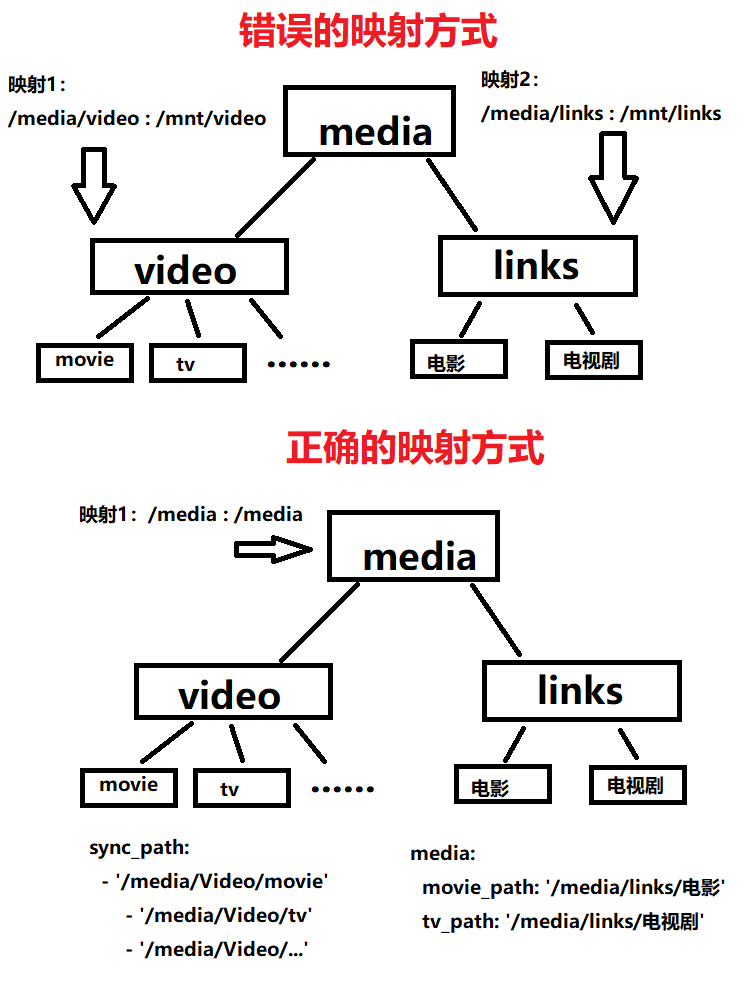 错误的映射方式
映射1：
/media/video : /mnt/video
映射2：
/media/links : /mnt/links
media
video
links
movie
tv
......
电影
电视剧
正确的映射方式
映射1：/media : /media
media
video
links
movie
tv
......
电影
电视剧
sync_path:
- '/media/Video/movie'
- '/media/Video/tv'
- '/media/Video/...'
media:
movie_path: '/media/links/电影'
tv_path: '/media/links/电视剧'